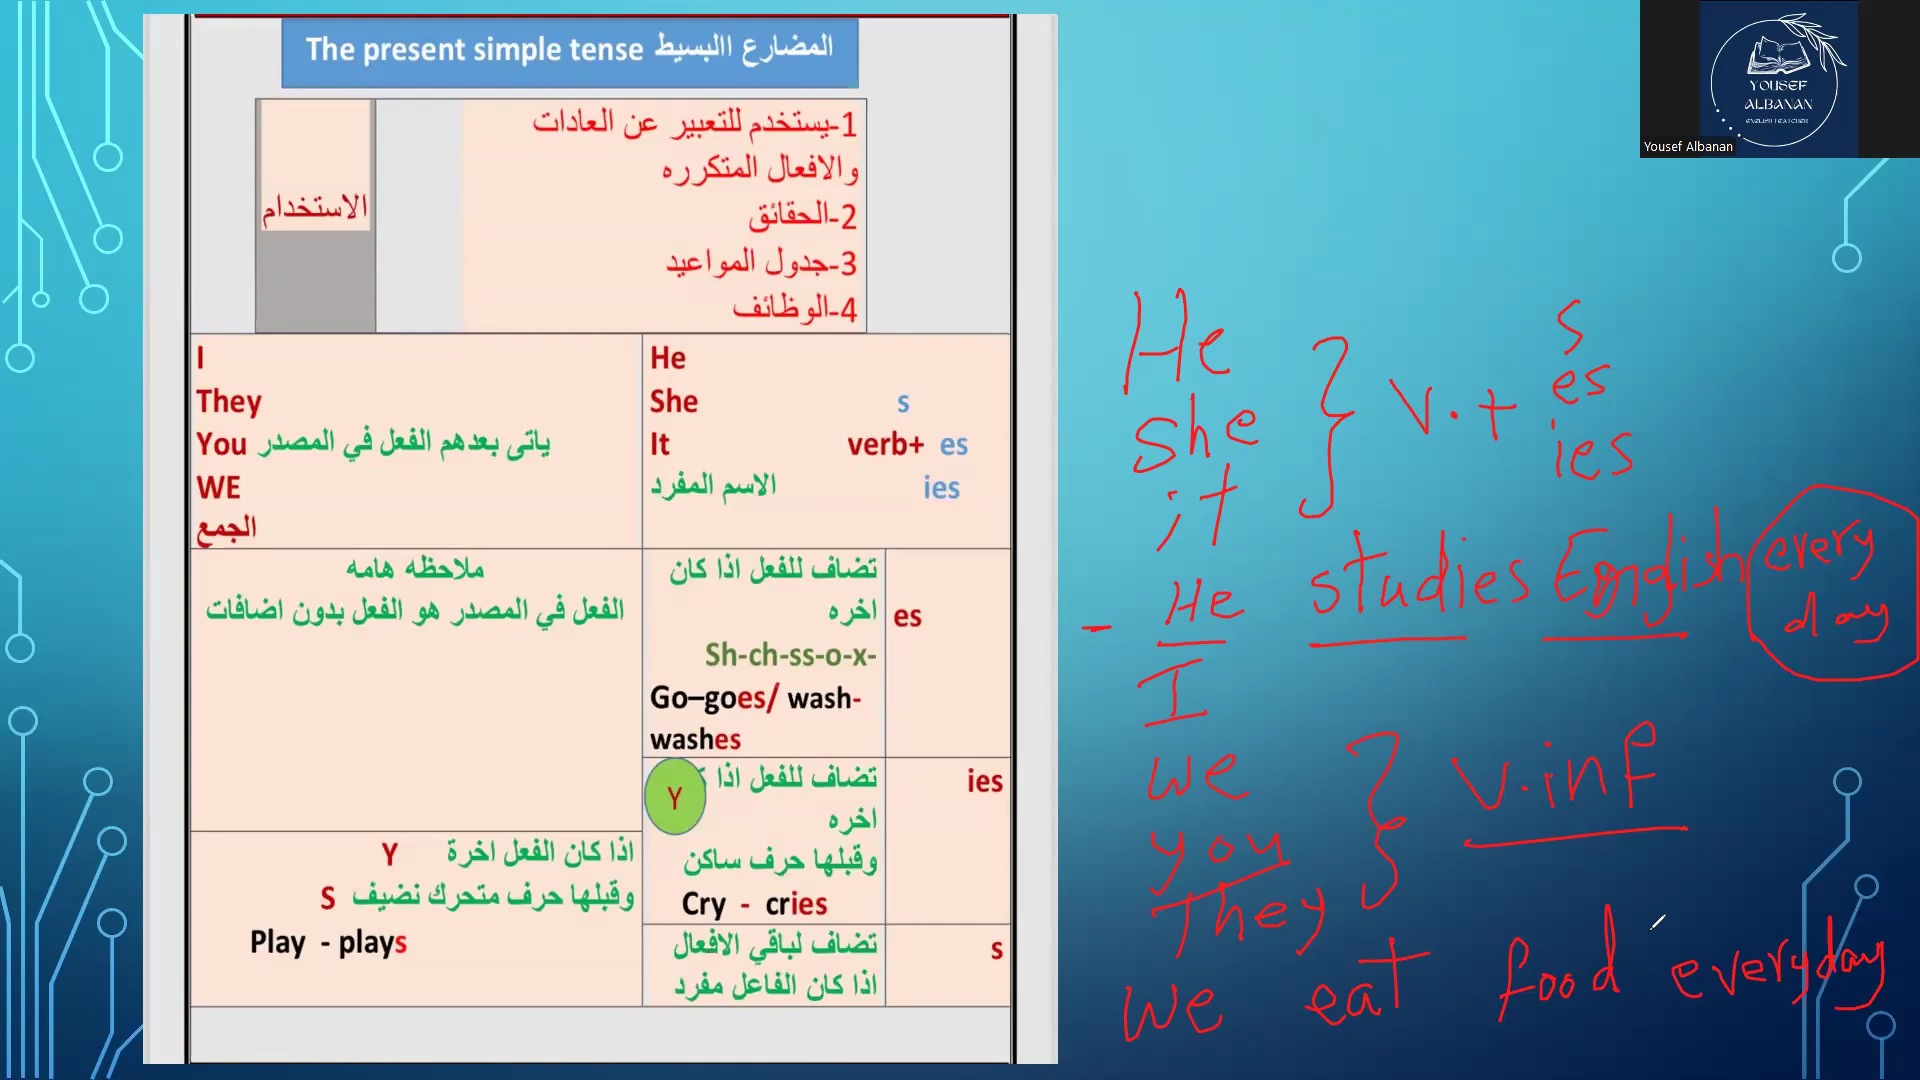 The present simple tense المضارع االبسيط
1-يستخدم للتعبير عن العادات
والافعال المتكرره
2-الحقائق
3-جدول المواعيد
4-الوظائف
الاستخدام
I
They
You ياتى بعدهم الفعل في المصدر
WE
الجمع
He
She s
It verb+ es
الاسم المفرد ies
ملاحظه هامه
الفعل في المصدر هو الفعل بدون اضافات
تضاف للفعل اذا كان
اخره
Sh-ch-ss-o-x-
Go–goes/ wash-
washes
es
تضاف للفعل اذا
اخره
Y
وقبلها حرف ساكن
Cry - cries
ies
اذا كان الفعل اخرة Y
وقبلها حرف متحرك نضيف S
Play - plays
تضاف لباقي الافعال
اذا كان الفاعل مفرد
s
YOUSEF
ALBANAN
ENGLISH TEACHER
Yousef Albanan
He
She
it
V.+
s
es
ies
- He studies English every
day
I
we
you
They
V.inf
We eat food everyday